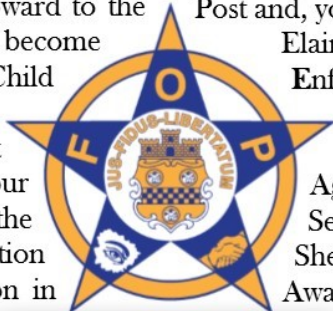 ward to the
become
Child
our
the
tion
on in
Post and, yo
Elain
Enf
Ag
Se
She
Awa
F O P
JUS·FIDUS·LIBERTATUM